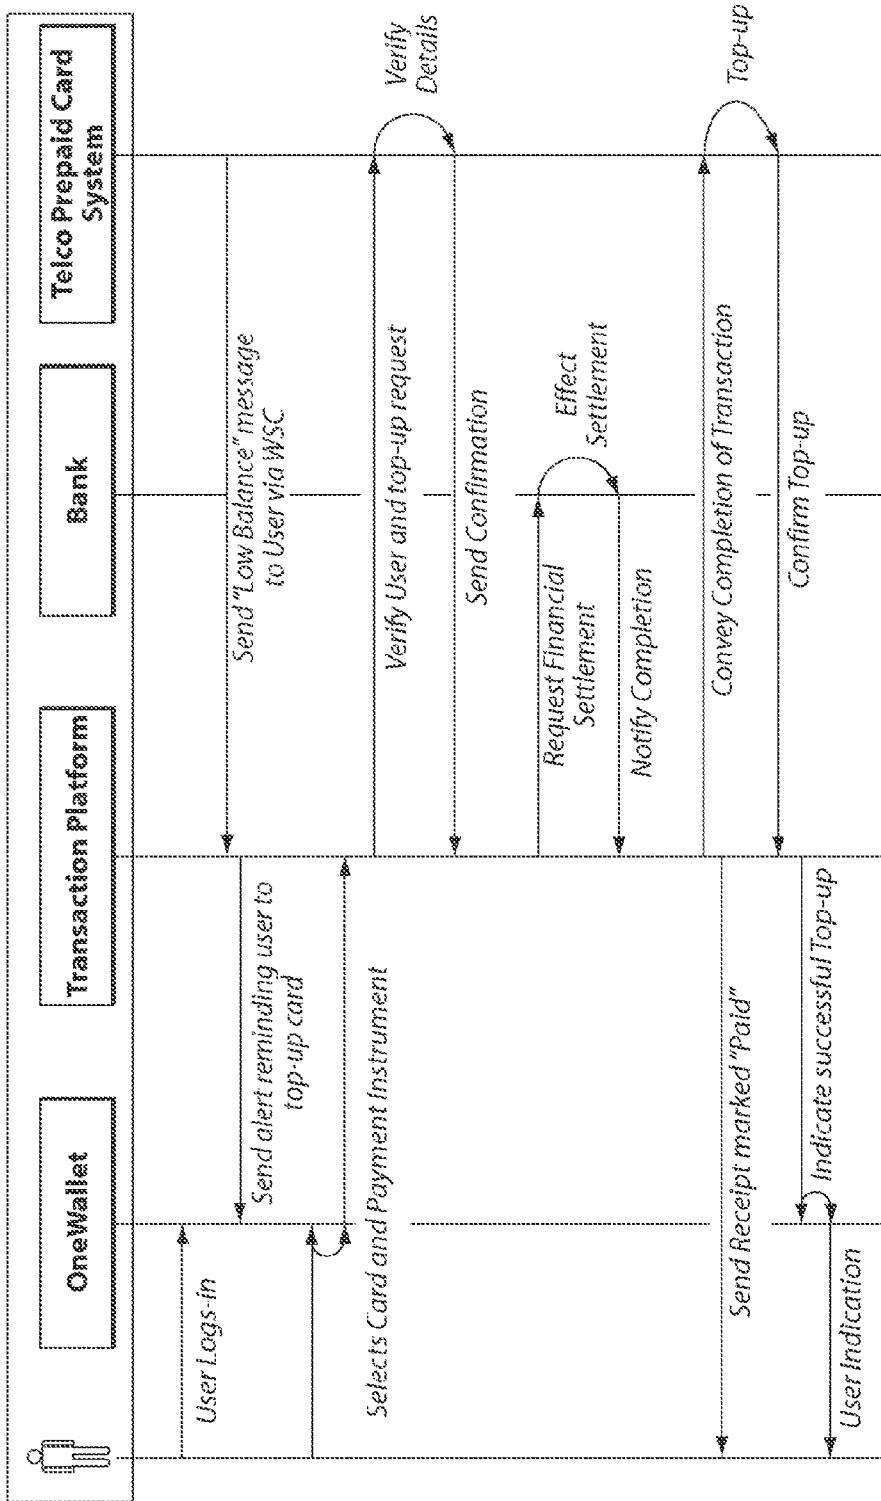 OneWallet
Transaction Platform
Bank
Telco Prepaid Card
System
User Logs-in
Send "Low Balance" message
to User via WSC
Send alert reminding user to
top-up card
Selects Card and Payment Instrument
Verify User and top-up request
Verify
Details
Send Confirmation
Request Financial
Settlement
Effect
Settlement
Notify Completion
Convey Completion of Transaction
Top-up
Send Receipt marked "Paid"
Confirm Top-up
Indicate successful Top-up
User Indication